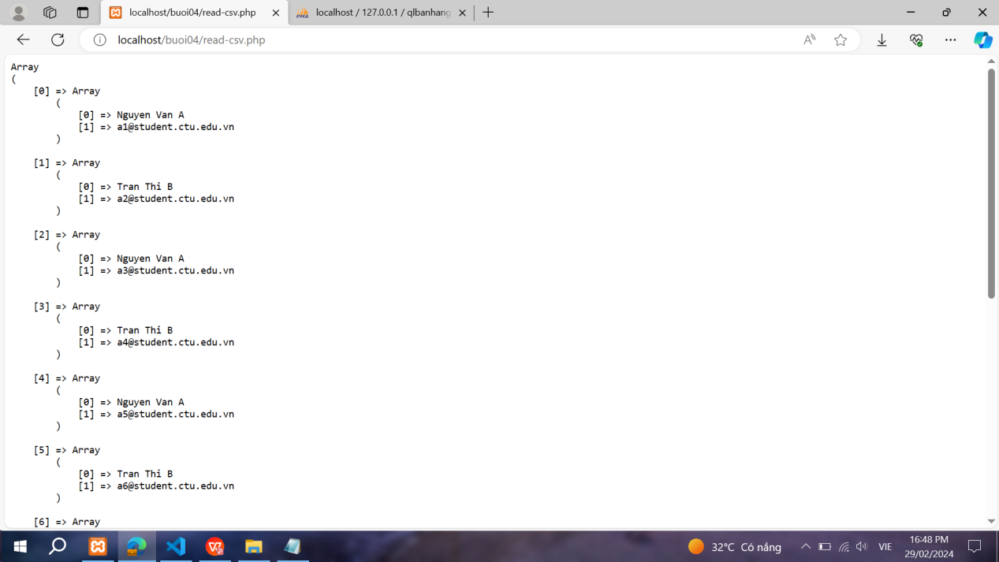 localhost/buoi04/read-csv.php
localhost / 127.0.0.1 / qlbanhang
localhost/buoi04/read-csv.php
Array
(
    [0] => Array
        (
            [0] => Nguyen Van A
            [1] => a1@student.ctu.edu.vn
        )
    [1] => Array
        (
            [0] => Tran Thi B
            [1] => a2@student.ctu.edu.vn
        )
    [2] => Array
        (
            [0] => Nguyen Van A
            [1] => a3@student.ctu.edu.vn
        )
    [3] => Array
        (
            [0] => Tran Thi B
            [1] => a4@student.ctu.edu.vn
        )
    [4] => Array
        (
            [0] => Nguyen Van A
            [1] => a5@student.ctu.edu.vn
        )
    [5] => Array
        (
            [0] => Tran Thi B
            [1] => a6@student.ctu.edu.vn
        )
    [6] => Array
32°C Có nắng
VIE
16:48 PM
29/02/2024